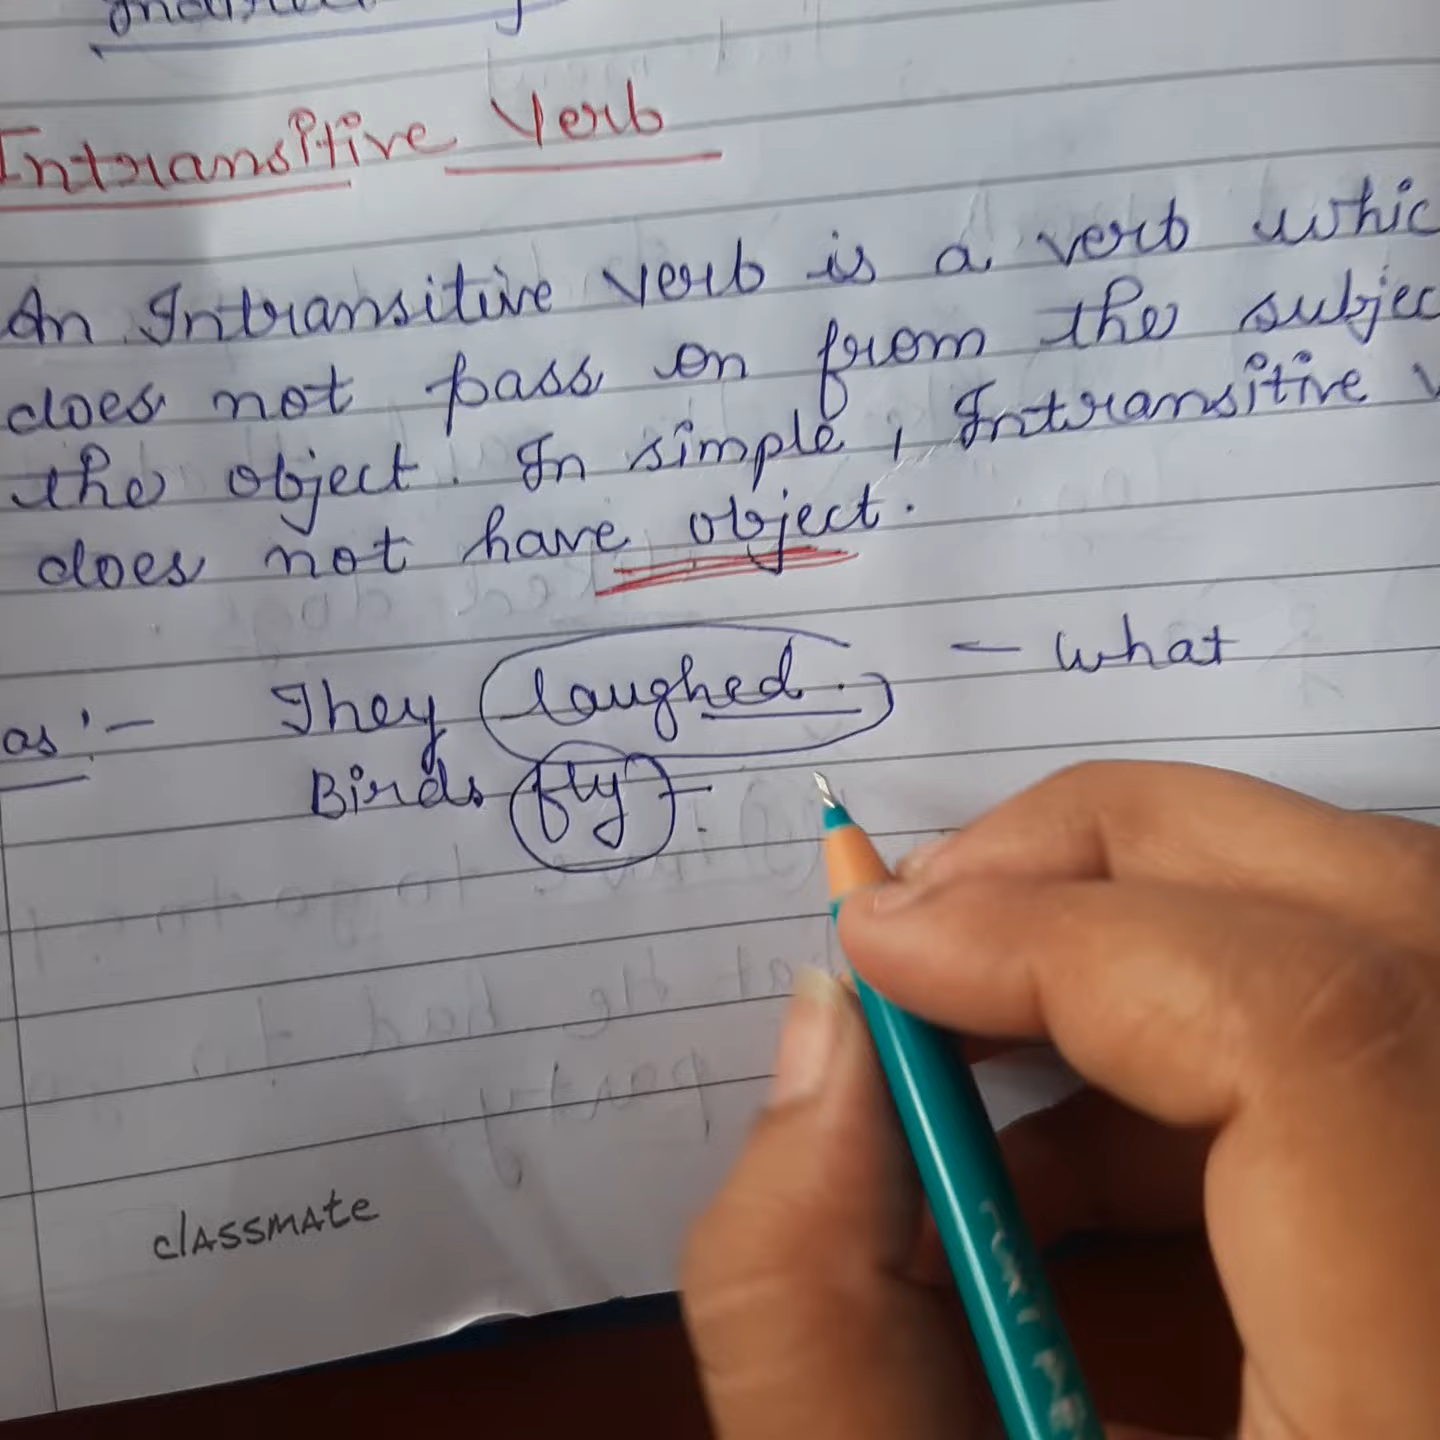 Intransitive Verb
An Intransitive verb is a verb whic
does not pass on from the subjec
the object. In simple, Intransitive v
does not have object.
as:- They laughed. - what
Birds fly -
classmate